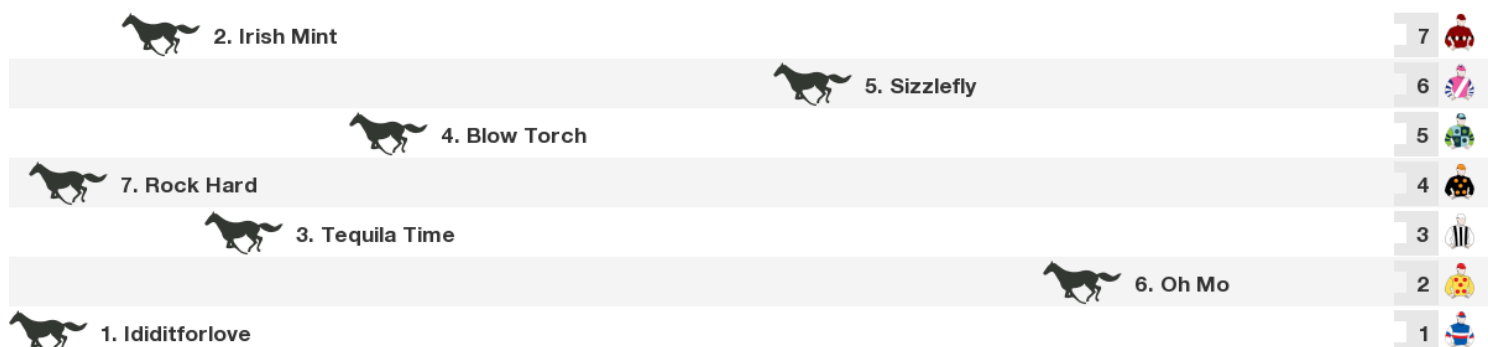 2. Irish Mint 7
5. Sizzlefly 6
4. Blow Torch 5
7. Rock Hard 4
3. Tequila Time 3
6. Oh Mo 2
1. Ididitforlove 1